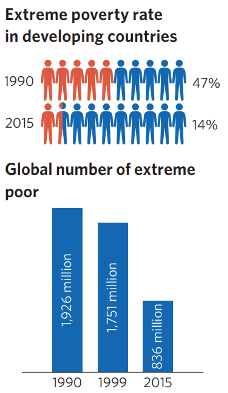 Extreme poverty rate
in developing countries
1990 47%
2015 14%
Global number of extreme
poor
1,926 million
1,751 million
836 million
1990 1999 2015